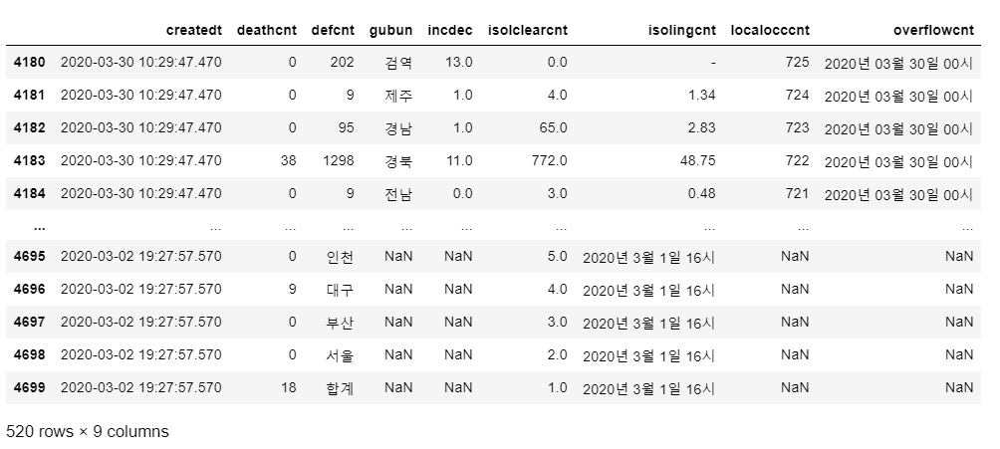 createdt deathcnt defcnt gubun incdec isolclearcnt isolingcnt localocccnt overflowcnt
4180 2020-03-30 10:29:47.470 0 202 검역 13.0 0.0 - 725 2020년 03월 30일 00시
4181 2020-03-30 10:29:47.470 0 9 제주 1.0 4.0 1.34 724 2020년 03월 30일 00시
4182 2020-03-30 10:29:47.470 0 95 경남 1.0 65.0 2.83 723 2020년 03월 30일 00시
4183 2020-03-30 10:29:47.470 38 1298 경북 11.0 772.0 48.75 722 2020년 03월 30일 00시
4184 2020-03-30 10:29:47.470 0 9 전남 0.0 3.0 0.48 721 2020년 03월 30일 00시
... ... ... ... ... ... ... ... ... ...
4695 2020-03-02 19:27:57.570 0 인천 NaN NaN 5.0 2020년 3월 1일 16시 NaN NaN
4696 2020-03-02 19:27:57.570 9 대구 NaN NaN 4.0 2020년 3월 1일 16시 NaN NaN
4697 2020-03-02 19:27:57.570 0 부산 NaN NaN 3.0 2020년 3월 1일 16시 NaN NaN
4698 2020-03-02 19:27:57.570 0 서울 NaN NaN 2.0 2020년 3월 1일 16시 NaN NaN
4699 2020-03-02 19:27:57.570 18 합계 NaN NaN 1.0 2020년 3월 1일 16시 NaN NaN
520 rows × 9 columns